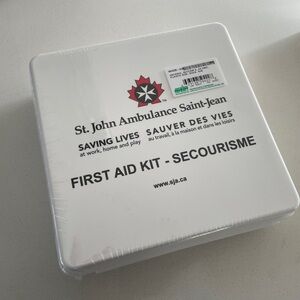 St. John Ambulance Saint-Jean
SAVING LIVES
at work, home and play
SAUVER DES VIES
au travail, à la maison et dans les loisirs
FIRST AID KIT - SECOURISME
www.sja.ca